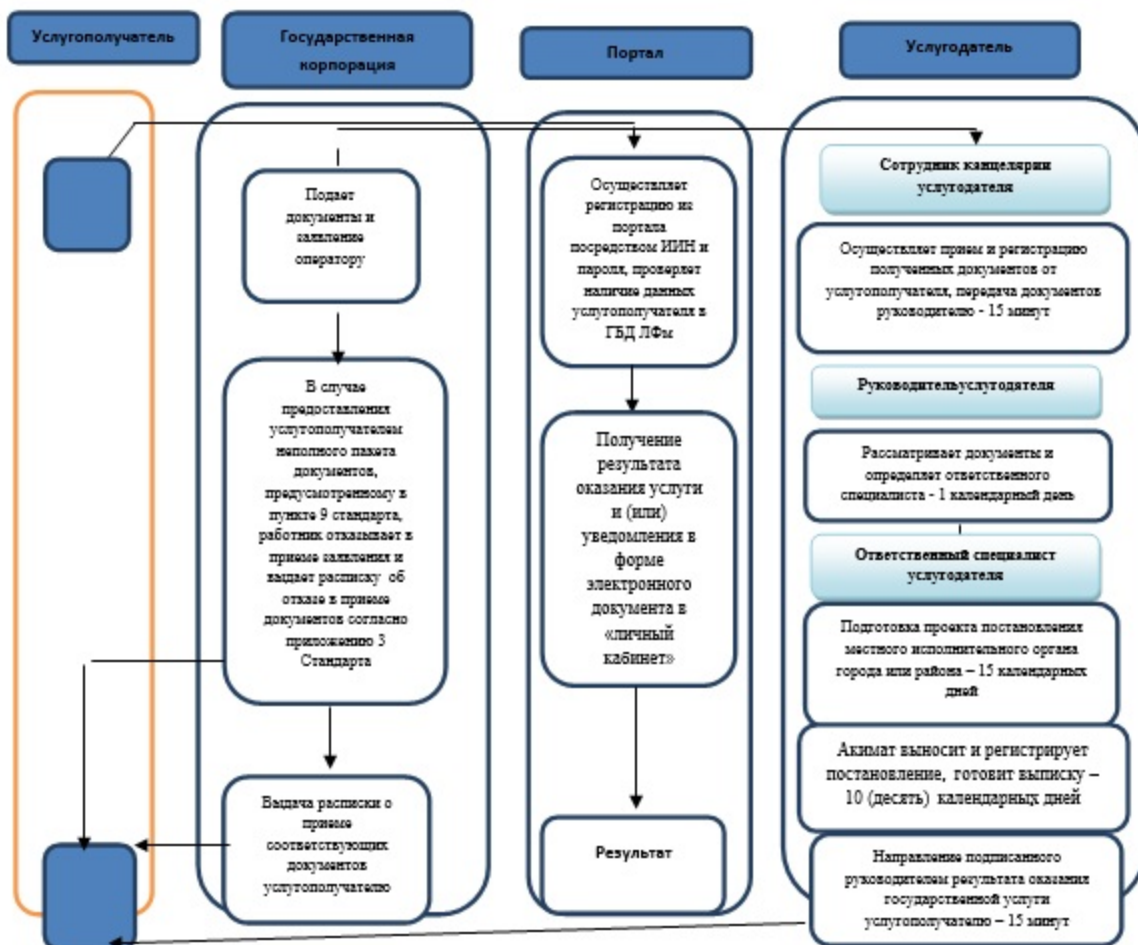 Услугополучатель
Государственная
корпорация
Портал
Услугодатель
Подает
документы и
заявление
оператору
В случае
предоставления
услугополучателем
неполного пакета
документов,
предусмотренному в
пункте 9 стандарта,
работник отказывает в
приеме заявления и
выдает расписку об
отказе в приеме
документов согласно
приложению 3
Стандарта
Выдача расписки о
приеме
соответствующих
документов
услугополучателю
Осуществляет
регистрацию из
портала
посредством ИИН и
пароля, проверяет
наличие данных
услугополучателя в
ГБД ЛФм
Получение
результата
оказания услуги
и (или)
уведомления в
форме
электронного
документа в
«личный
кабинет»
Результат
Сотрудник канцелярии
услугодателя
Осуществляет прием и регистрацию
полученных документов от
услугополучателя, передача документов
руководителю - 15 минут
Руководительуслугодателя
Рассматривает документы и
определяет ответственного
специалиста - 1 календарный день
Ответственный специалист
услугодателя
Подготовка проекта постановления
местного исполнительного органа
города или района – 15 календарных
дней
Акимат выносит и регистрирует
постановление, готовит выписку –
10 (десять) календарных дней
Направление подписанного
руководителем результата оказания
государственной услуги
услугополучателю – 15 минут